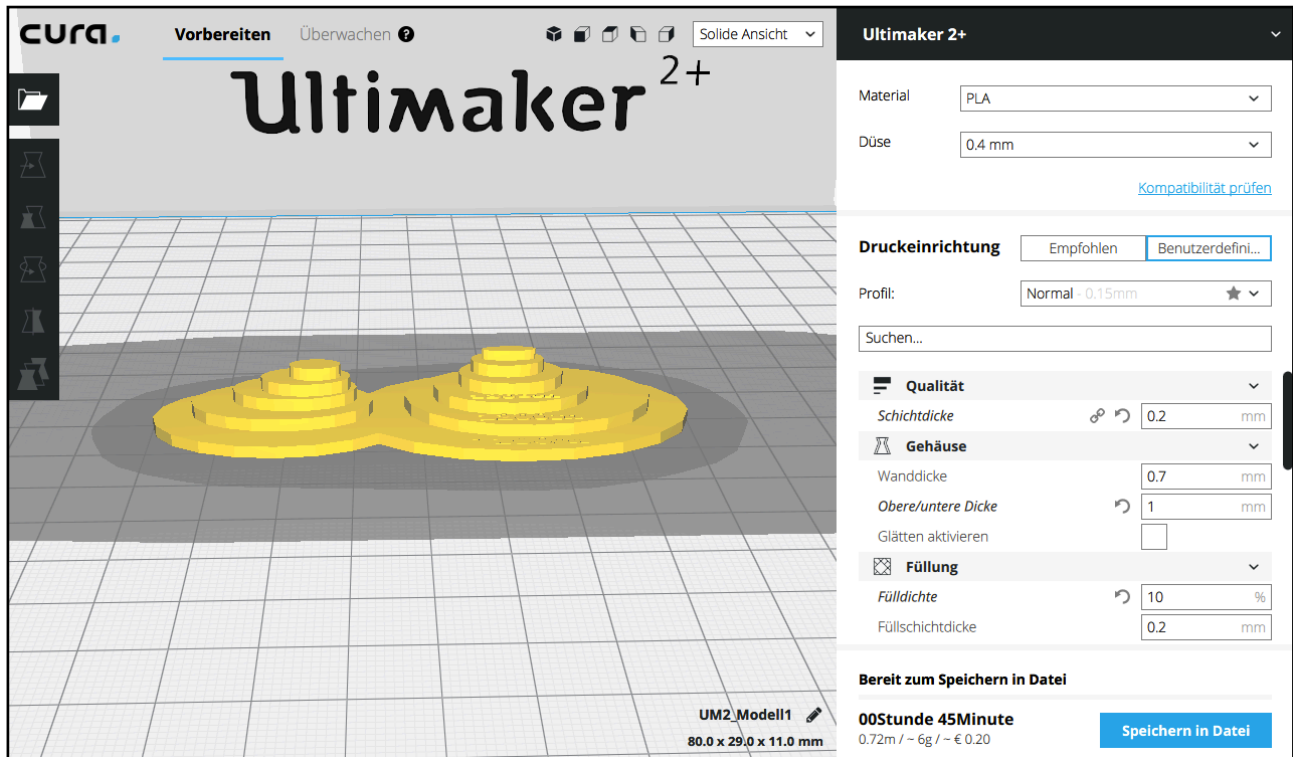 cura.
Vorbereiten
Überwachen ?
Solide Ansicht
Ultimaker 2+
Ultimaker 2+
Material
PLA
Düse
0.4 mm
Kompatibilität prüfen
Druckeinrichtung
Empfohlen
Benutzerdefini...
Profil:
Normal - 0.15mm
Suchen...
Qualität
Schichtdicke
0.2 mm
Gehäuse
Wanddicke
0.7 mm
Obere/untere Dicke
1 mm
Glätten aktivieren
Füllung
Fülldichte
10 %
Füllschichtdicke
0.2 mm
UM2_Modell1
80.0 x 29.0 x 11.0 mm
Bereit zum Speichern in Datei
00Stunde 45Minute
0.72m / ~ 6g / ~ € 0.20
Speichern in Datei